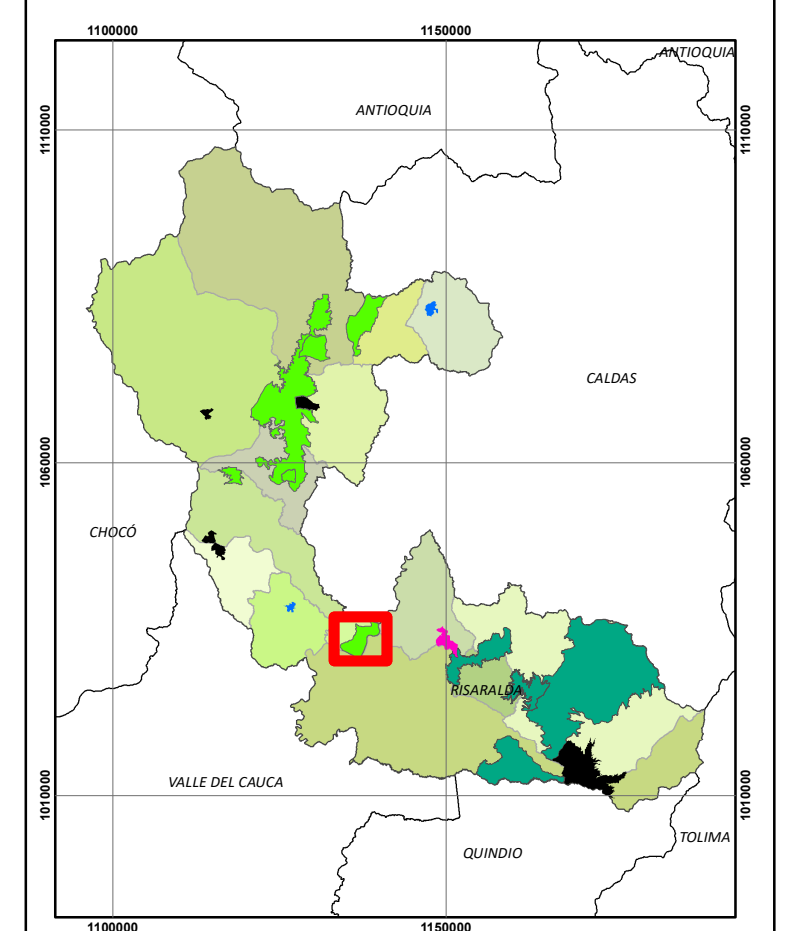 1100000
1150000
ANTIOQUIA
ANTIOQUIA
1110000
1110000
CALDAS
1060000
1060000
CHOCÓ
RISARALDA
VALLE DEL CAUCA
1010000
1010000
TOLIMA
QUINDIO
1100000
1150000